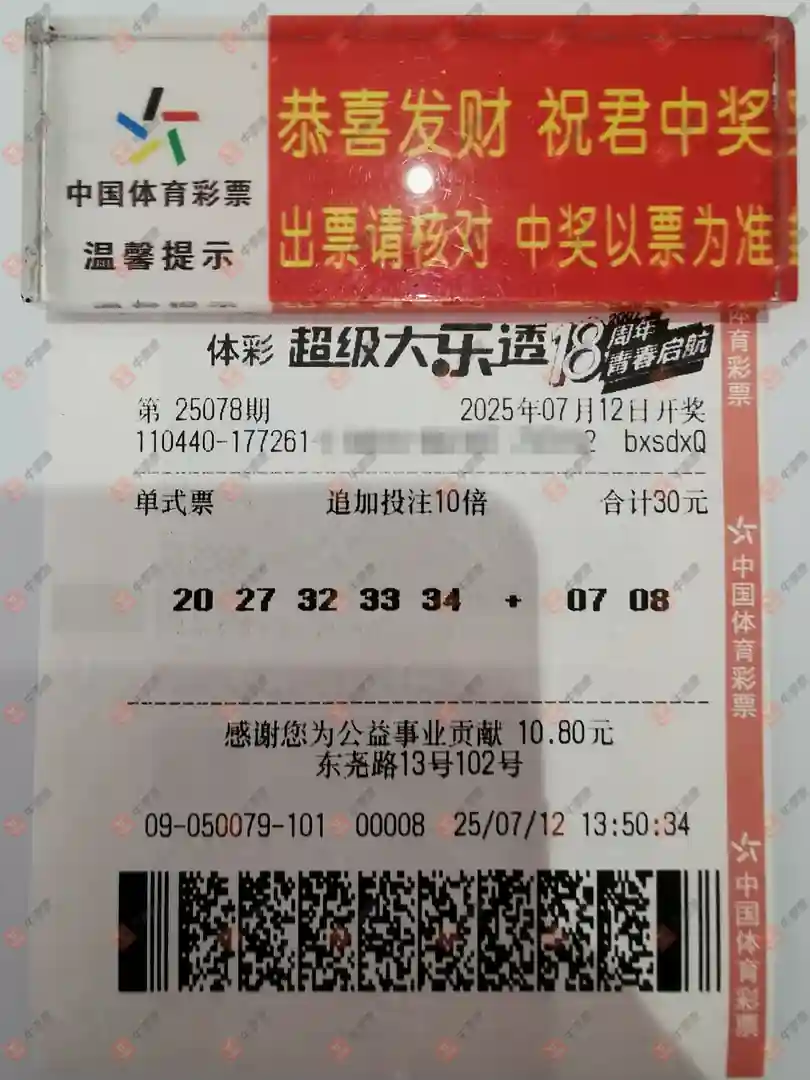 中国体育彩票
温馨提示
恭喜发财 祝君中奖
出票请核对 中奖以票为准
体彩 超级大乐透 18周年 青春启航
第 25078期 2025年07月12日开奖
110440-177261- 2 bxsdxQ
单式票 追加投注10倍 合计30元
20 27 32 33 34 + 07 08
感谢您为公益事业贡献 10.80元
东尧路13号102号
09-050079-101 00008 25/07/12 13:50:34
体育彩票
中国体育彩票
中国体育彩票